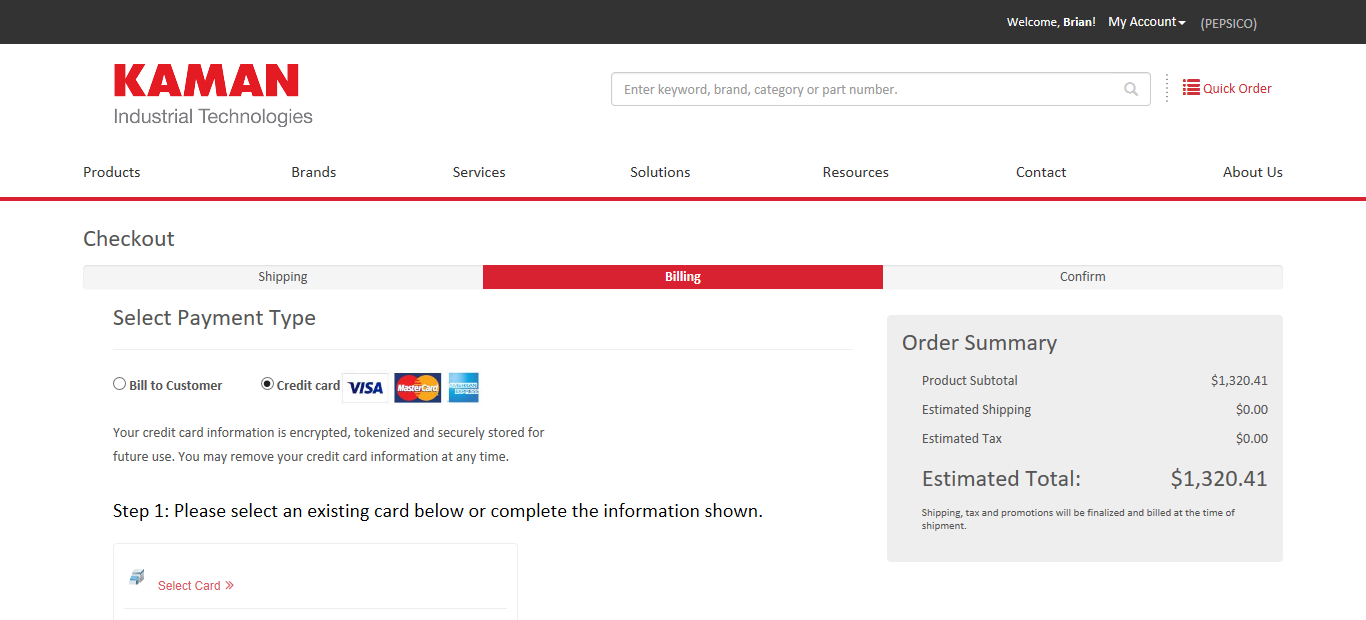 Welcome, Brian! My Account (PEPSICO)
KAMAN
Industrial Technologies
Enter keyword, brand, category or part number.
Quick Order
Products Brands Services Solutions Resources Contact About Us
Checkout
Shipping Billing Confirm
Select Payment Type
Bill to Customer Credit card VISA MasterCard AMERICAN EXPRESS
Your credit card information is encrypted, tokenized and securely stored for
future use. You may remove your credit card information at any time.
Step 1: Please select an existing card below or complete the information shown.
Select Card »
Order Summary
Product Subtotal $1,320.41
Estimated Shipping $0.00
Estimated Tax $0.00
Estimated Total: $1,320.41
Shipping, tax and promotions will be finalized and billed at the time of
shipment.